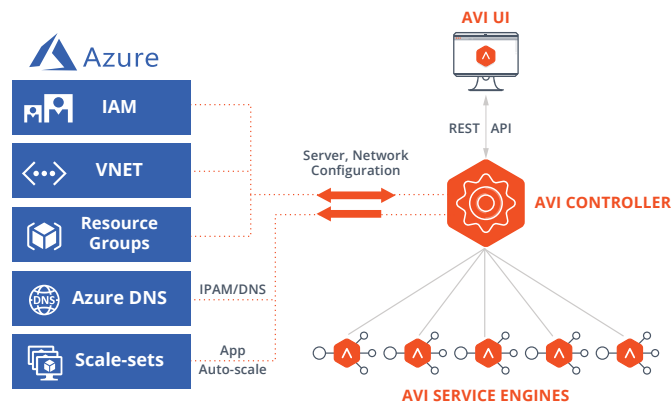 AVI UI
Azure
IAM
REST API
VNET
Server, Network
Configuration
AVI CONTROLLER
Resource
Groups
Azure DNS
DNS
IPAM/DNS
Scale-sets
App
Auto-scale
AVI SERVICE ENGINES